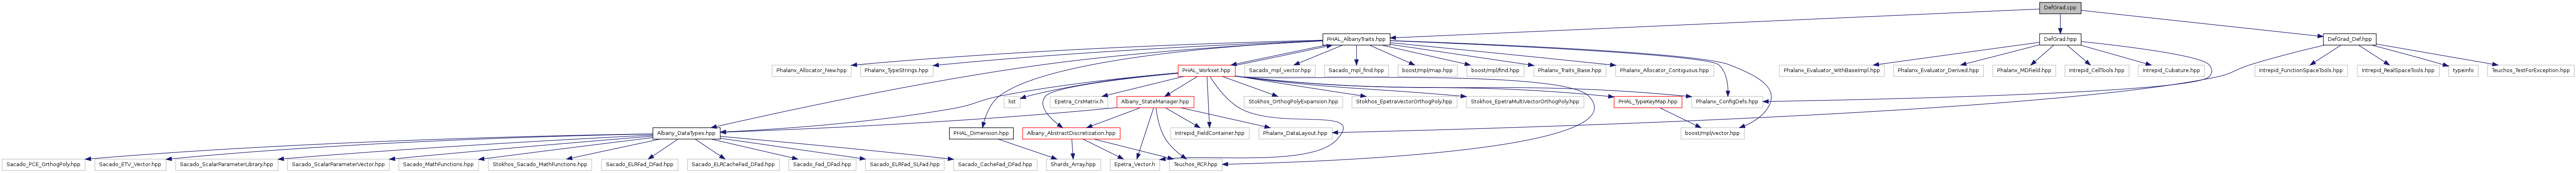 DefGrad.cpp
PHAL_AlbanyTraits.hpp
DefGrad.hpp
DefGrad_Def.hpp
Phalanx_Allocator_New.hpp
Phalanx_TypeStrings.hpp
PHAL_Workset.hpp
Sacado_mpl_vector.hpp
Sacado_mpl_find.hpp
boost/mpl/map.hpp
boost/mpl/find.hpp
Phalanx_Traits_Base.hpp
Phalanx_Allocator_Contiguous.hpp
Phalanx_Evaluator_WithBaseImpl.hpp
Phalanx_Evaluator_Derived.hpp
Phalanx_MDField.hpp
Intrepid_CellTools.hpp
Intrepid_Cubature.hpp
Intrepid_FunctionSpaceTools.hpp
Intrepid_RealSpaceTools.hpp
typeinfo
Teuchos_TestForException.hpp
list
Epetra_CrsMatrix.h
Albany_StateManager.hpp
Stokhos_OrthogPolyExpansion.hpp
Stokhos_EpetraVectorOrthogPoly.hpp
Stokhos_EpetraMultiVectorOrthogPoly.hpp
PHAL_TypeKeyMap.hpp
Phalanx_ConfigDefs.hpp
Albany_DataTypes.hpp
PHAL_Dimension.hpp
Albany_AbstractDiscretization.hpp
Intrepid_FieldContainer.hpp
Phalanx_DataLayout.hpp
boost/mpl/vector.hpp
Sacado_PCE_OrthogPoly.hpp
Sacado_ETV_Vector.hpp
Sacado_ScalarParameterLibrary.hpp
Sacado_ScalarParameterVector.hpp
Sacado_MathFunctions.hpp
Stokhos_Sacado_MathFunctions.hpp
Sacado_ELRFad_DFad.hpp
Sacado_ELRCacheFad_DFad.hpp
Sacado_Fad_DFad.hpp
Sacado_ELRFad_SLFad.hpp
Sacado_CacheFad_DFad.hpp
Shards_Array.hpp
Epetra_Vector.h
Teuchos_RCP.hpp